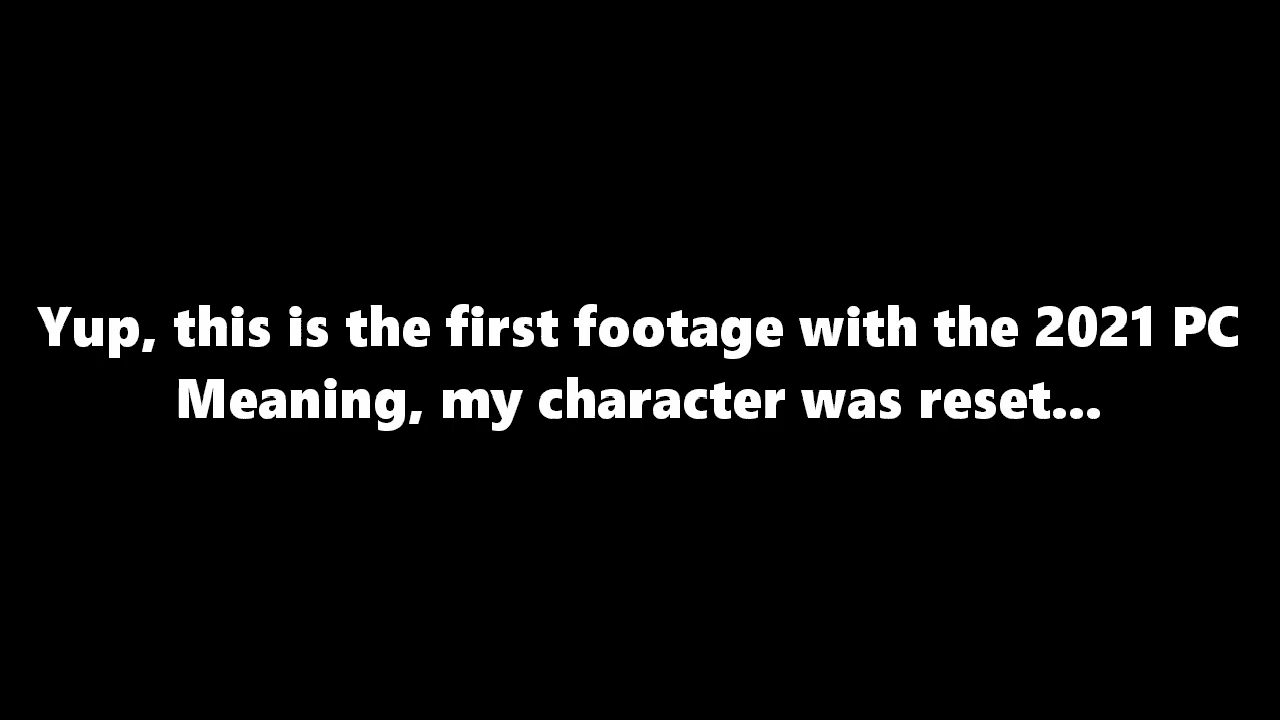 Yup, this is the first footage with the 2021 PC
Meaning, my character was reset...